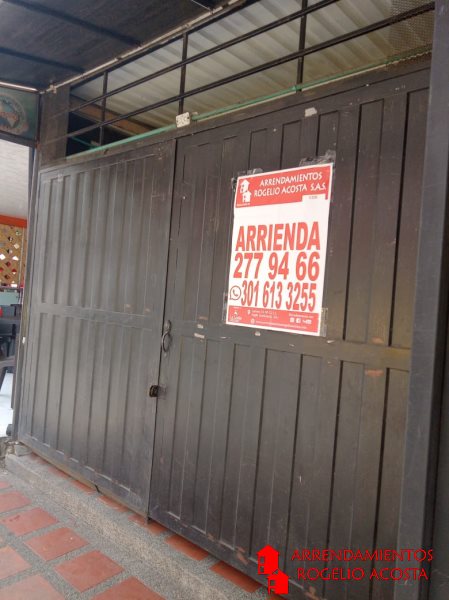 ARRENDAMIENTOS
ROGELIO ACOSTA S.A.S.
ARRIENDA
277 94 66
301 613 3255
ARRENDAMIENTOS
ROGELIO ACOSTA